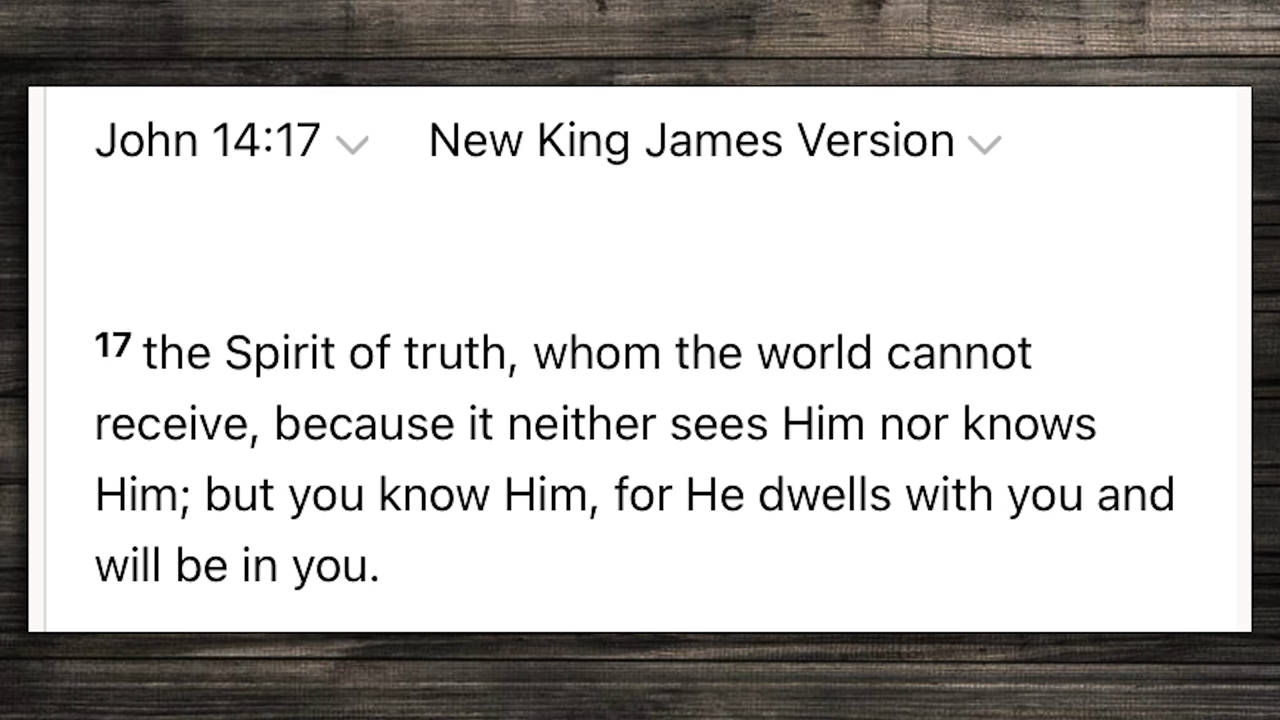 John 14:17 New King James Version
17 the Spirit of truth, whom the world cannot
receive, because it neither sees Him nor knows
Him; but you know Him, for He dwells with you and
will be in you.